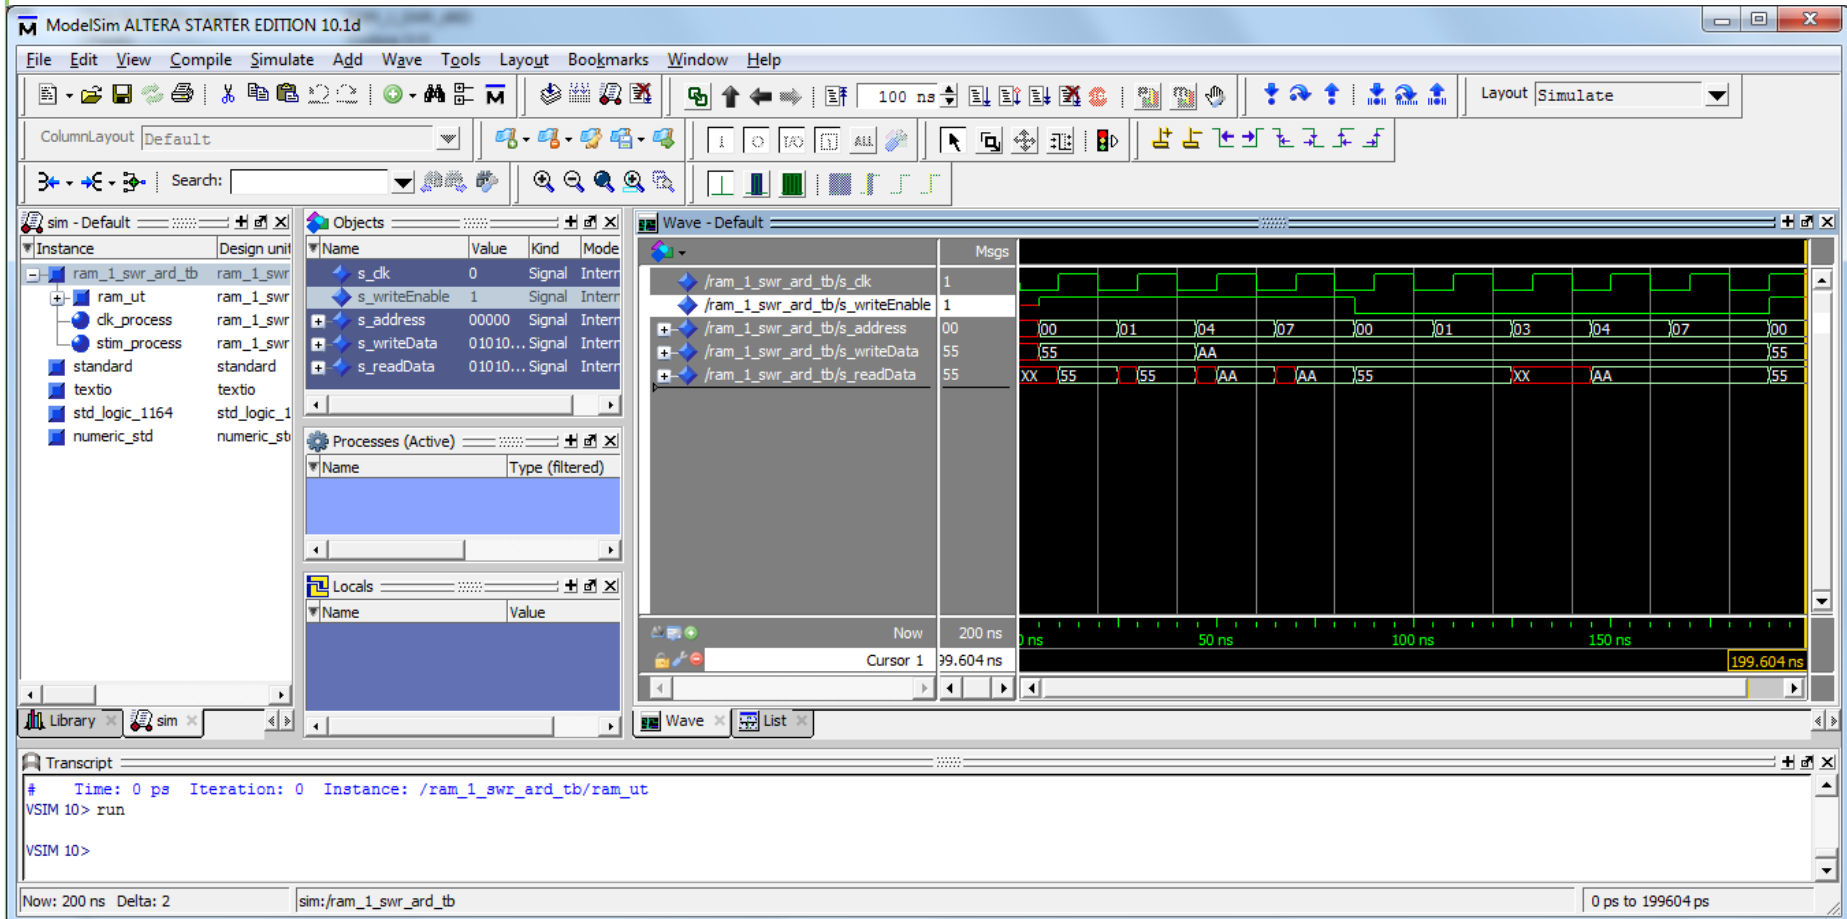 ModelSim ALTERA STARTER EDITION 10.1d
File Edit View Compile Simulate Add Wave Tools Layout Bookmarks Window Help
100 ns Layout Simulate
ColumnLayout Default
Search:
sim - Default
Instance Design unit
ram_1_swr_ard_tb ram_1_swr
ram_ut ram_1_swr
clk_process ram_1_swr
stim_process ram_1_swr
standard standard
textio textio
std_logic_1164 std_logic_1
numeric_std numeric_st
Library sim
Objects
Name Value Kind Mode
s_clk 0 Signal Intern
s_writeEnable 1 Signal Intern
s_address 00000 Signal Intern
s_writeData 01010... Signal Intern
s_readData 01010... Signal Intern
Processes (Active)
Name Type (filtered)
Locals
Name Value
Wave - Default
Msgs
/ram_1_swr_ard_tb/s_clk 1
/ram_1_swr_ard_tb/s_writeEnable 1
/ram_1_swr_ard_tb/s_address 00 00 01 04 07 00 01 03 04 07 00
/ram_1_swr_ard_tb/s_writeData 55 55 AA 55
/ram_1_swr_ard_tb/s_readData 55 XX 55 55 AA AA 55 XX AA 55
Now 200 ns 0 ns 50 ns 100 ns 150 ns
Cursor 1 99.604 ns 199.604 ns
Wave List
Transcript
# Time: 0 ps Iteration: 0 Instance: /ram_1_swr_ard_tb/ram_ut
VSIM 10> run
VSIM 10>
Now: 200 ns Delta: 2 sim:/ram_1_swr_ard_tb 0 ps to 199604 ps